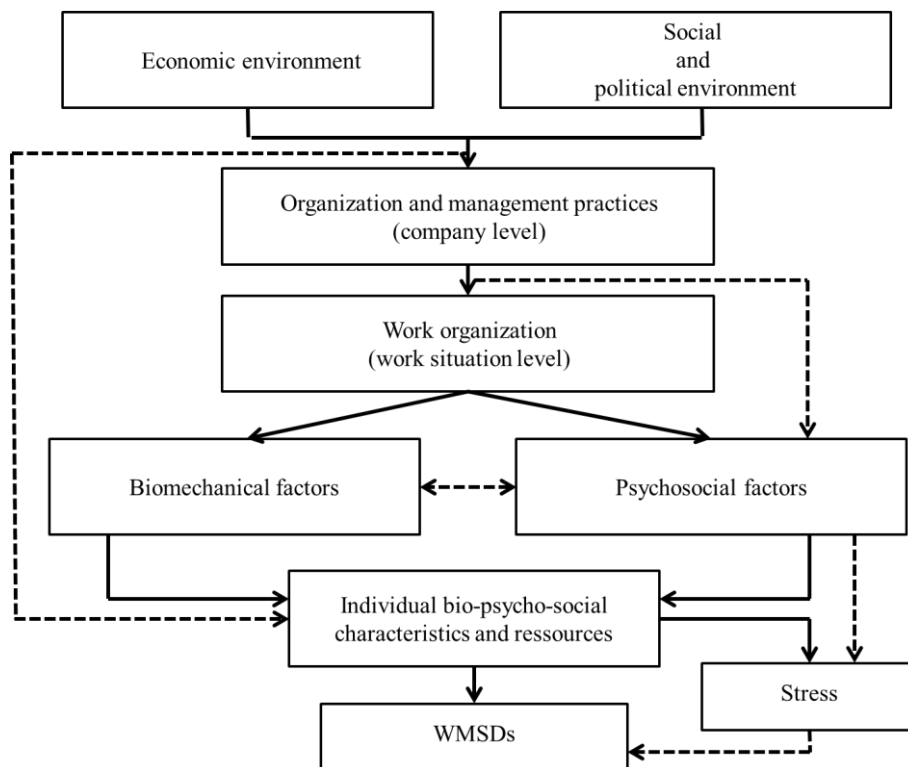 Economic environment
Social
and
political environment
Organization and management practices
(company level)
Work organization
(work situation level)
Biomechanical factors
Psychosocial factors
Individual bio-psycho-social
characteristics and ressources
Stress
WMSDs